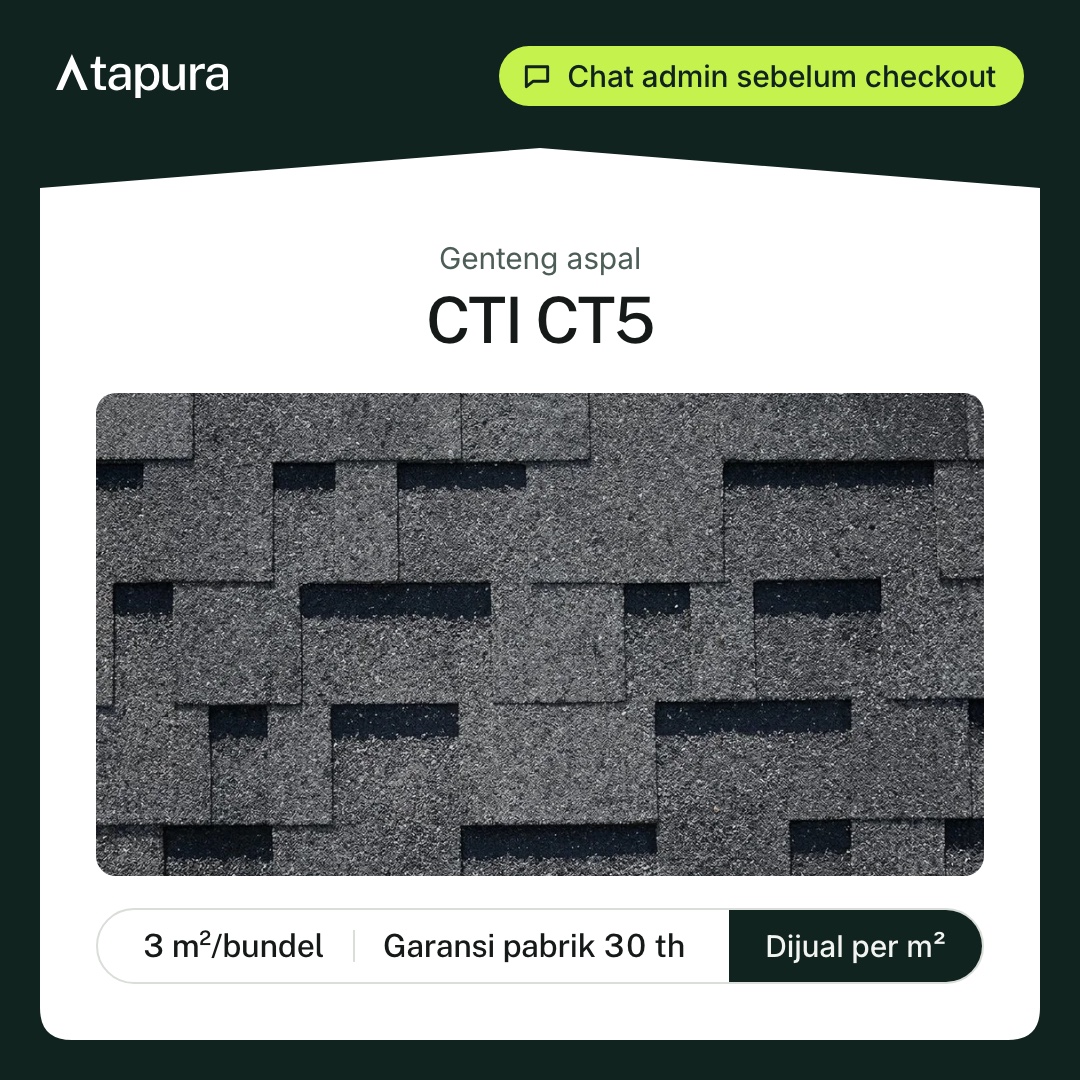 Atapura
Chat admin sebelum checkout
Genteng aspal
CTI CT5
3 m²/bundel
Garansi pabrik 30 th
Dijual per m²